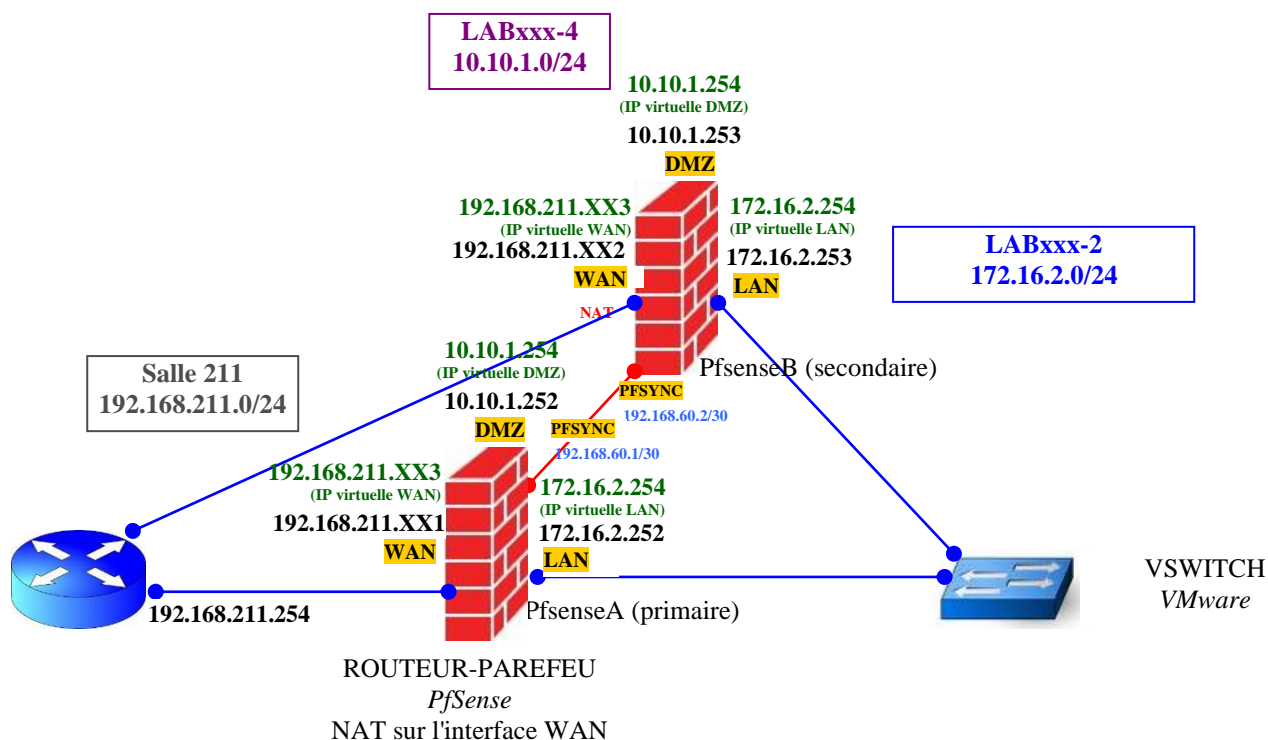 LABxxx-4
10.10.1.0/24
10.10.1.254
(IP virtuelle DMZ)
10.10.1.253
DMZ
192.168.211.XX3
(IP virtuelle WAN)
192.168.211.XX2
WAN
172.16.2.254
(IP virtuelle LAN)
172.16.2.253
LAN
LABxxx-2
172.16.2.0/24
NAT
PfsenseB (secondaire)
Salle 211
192.168.211.0/24
10.10.1.254
(IP virtuelle DMZ)
10.10.1.252
DMZ
PFSYNC
192.168.60.2/30
PFSYNC
192.168.60.1/30
192.168.211.XX3
(IP virtuelle WAN)
192.168.211.XX1
WAN
172.16.2.254
(IP virtuelle LAN)
172.16.2.252
LAN
192.168.211.254
PfsenseA (primaire)
VSWITCH
VMware
ROUTEUR-PAREFEU
PfSense
NAT sur l'interface WAN